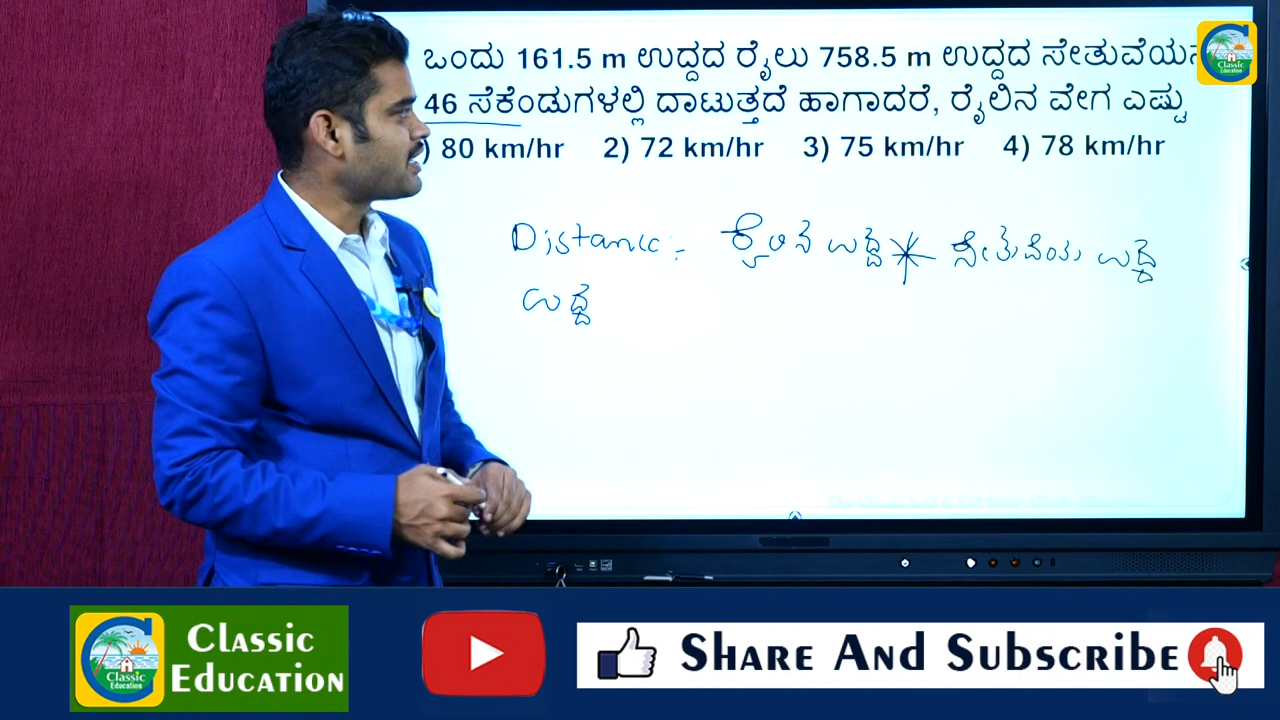 ಒಂದು 161.5 m ಉದ್ದದ ರೈಲು 758.5 m ಉದ್ದದ ಸೇತುವೆಯ
46 ಸೆಕೆಂಡುಗಳಲ್ಲಿ ದಾಟುತ್ತದೆ ಹಾಗಾದರೆ, ರೈಲಿನ ವೇಗ ಎಷ್ಟು
) 80 km/hr 2) 72 km/hr 3) 75 km/hr 4) 78 km/hr
Distance :- ರೈಲಿನ ಉದ್ದ ಸೇತುವೆಯ ಉದ್ದ
ಉದ್ದ
Classic
Education
Classic
Education
Classic
Education
Share And Subscribe